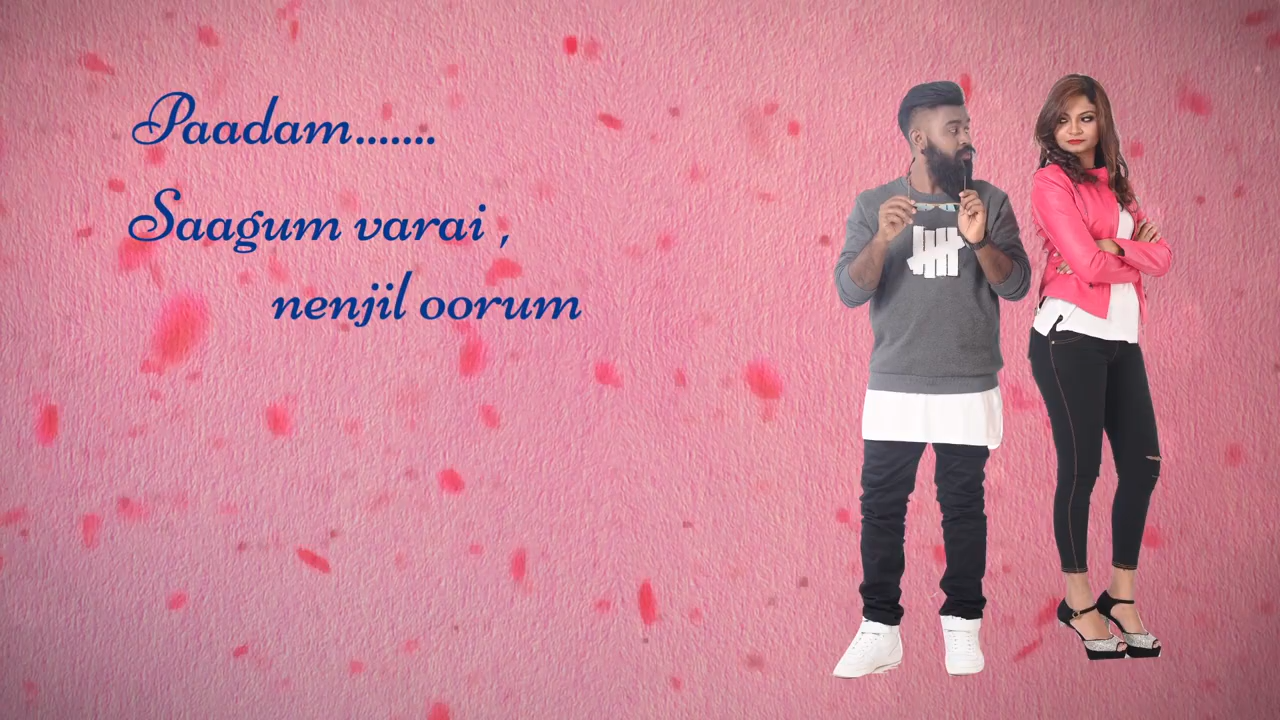 Paadam.......
Saagum varai ,
nenjil oorum